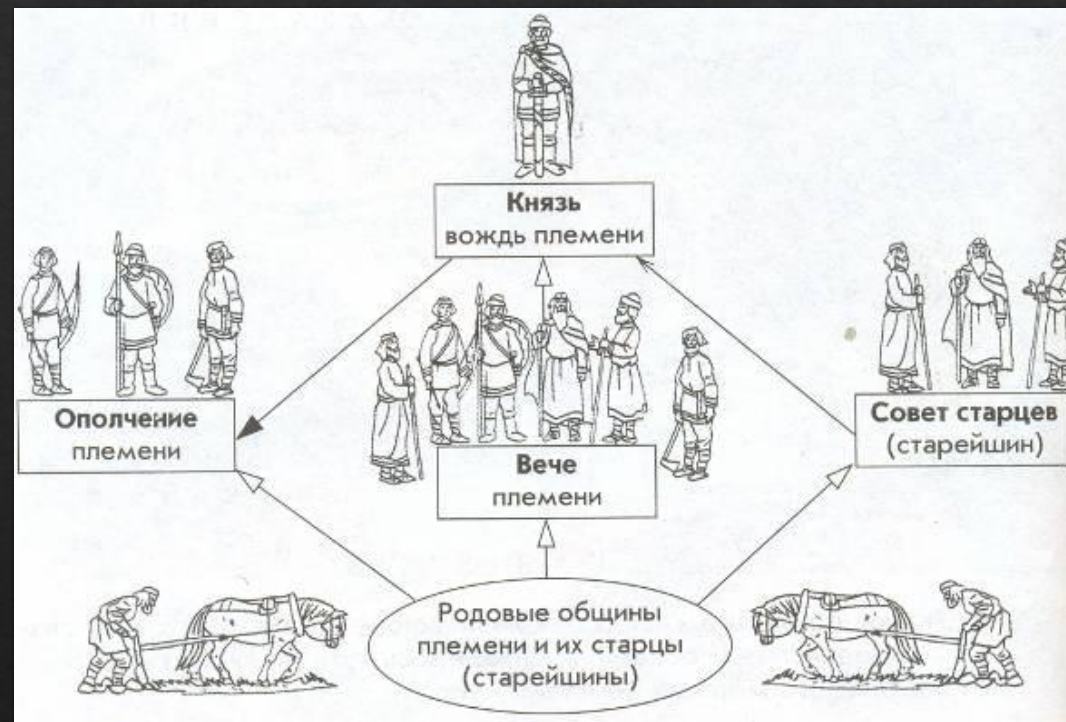 Князь
вождь племени
Ополчение
племени
Вече
племени
Совет старцев
(старейшин)
Родовые общины
племени и их старцы
(старейшины)